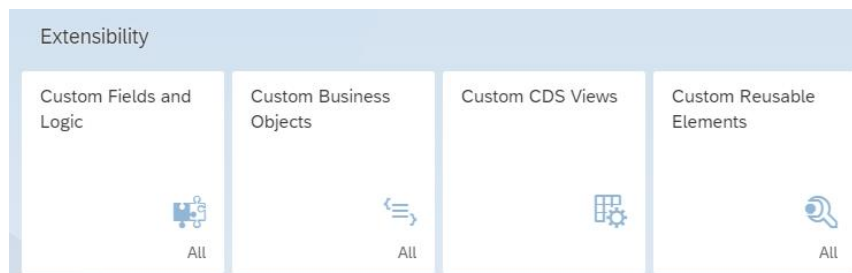 Extensibility
Custom Fields and
Logic
All
Custom Business
Objects
All
Custom CDS Views
Custom Reusable
Elements
All